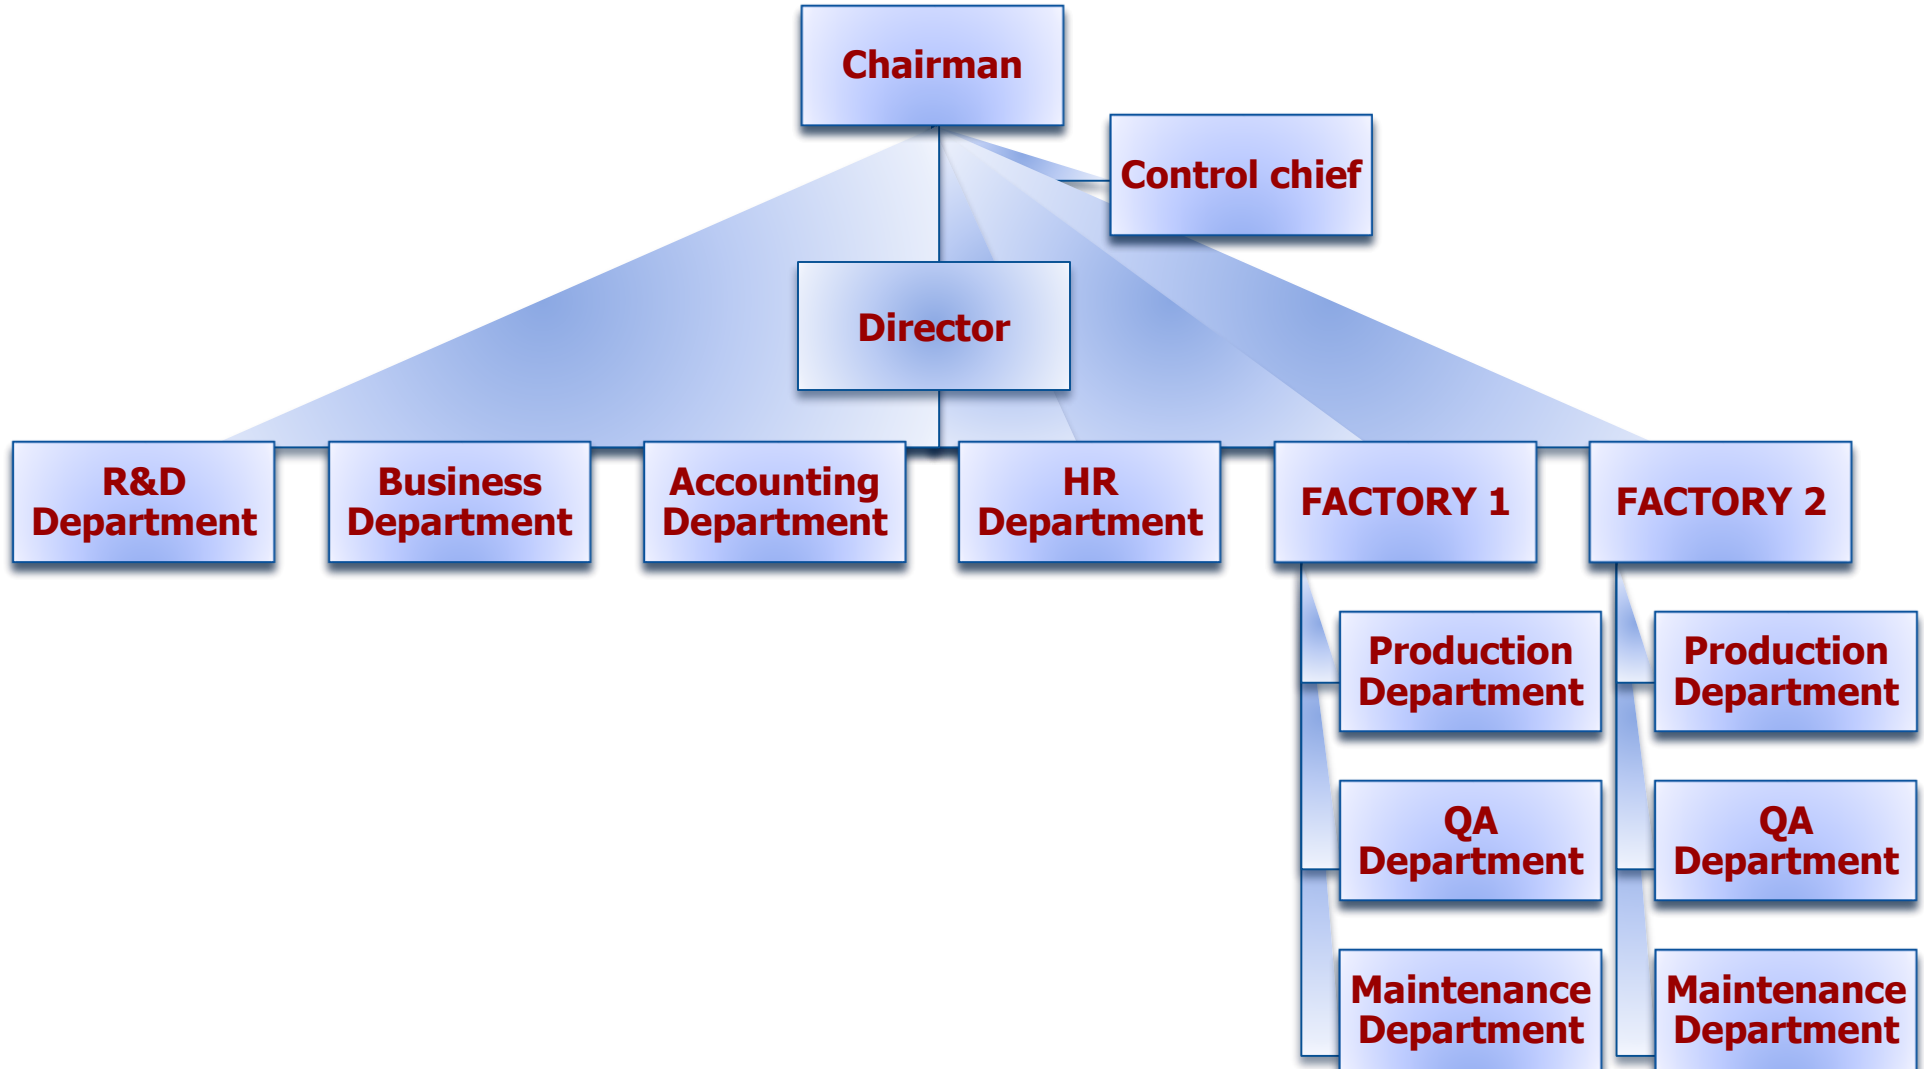 Chairman
Control chief
Director
R&D
Department
Business
Department
Accounting
Department
HR
Department
FACTORY 1
FACTORY 2
Production
Department
Production
Department
QA
Department
QA
Department
Maintenance
Department
Maintenance
Department